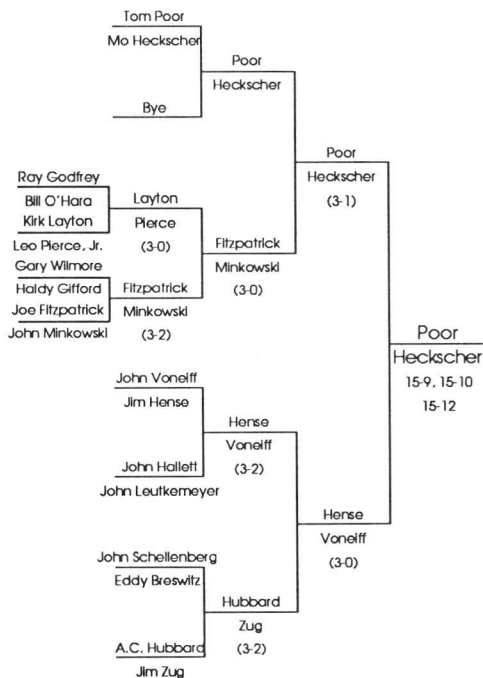 Tom Poor
Mo Heckscher
Poor
Heckscher
Bye
Poor
Heckscher
(3-1)
Ray Godfrey
Bill O'Hara
Kirk Layton
Leo Pierce, Jr.
Layton
Pierce
(3-0)
Fitzpatrick
Minkowski
(3-0)
Gary Wilmore
Haldy Gifford
Joe Fitzpatrick
John Minkowski
Fitzpatrick
Minkowski
(3-2)
Poor
Heckscher
15-9, 15-10
15-12
John Voneiff
Jim Hense
Hense
Voneiff
(3-2)
John Hallett
John Leutkemeyer
Hense
Voneiff
(3-0)
John Schellenberg
Eddy Breswitz
Hubbard
Zug
(3-2)
A.C. Hubbard
Jim Zug